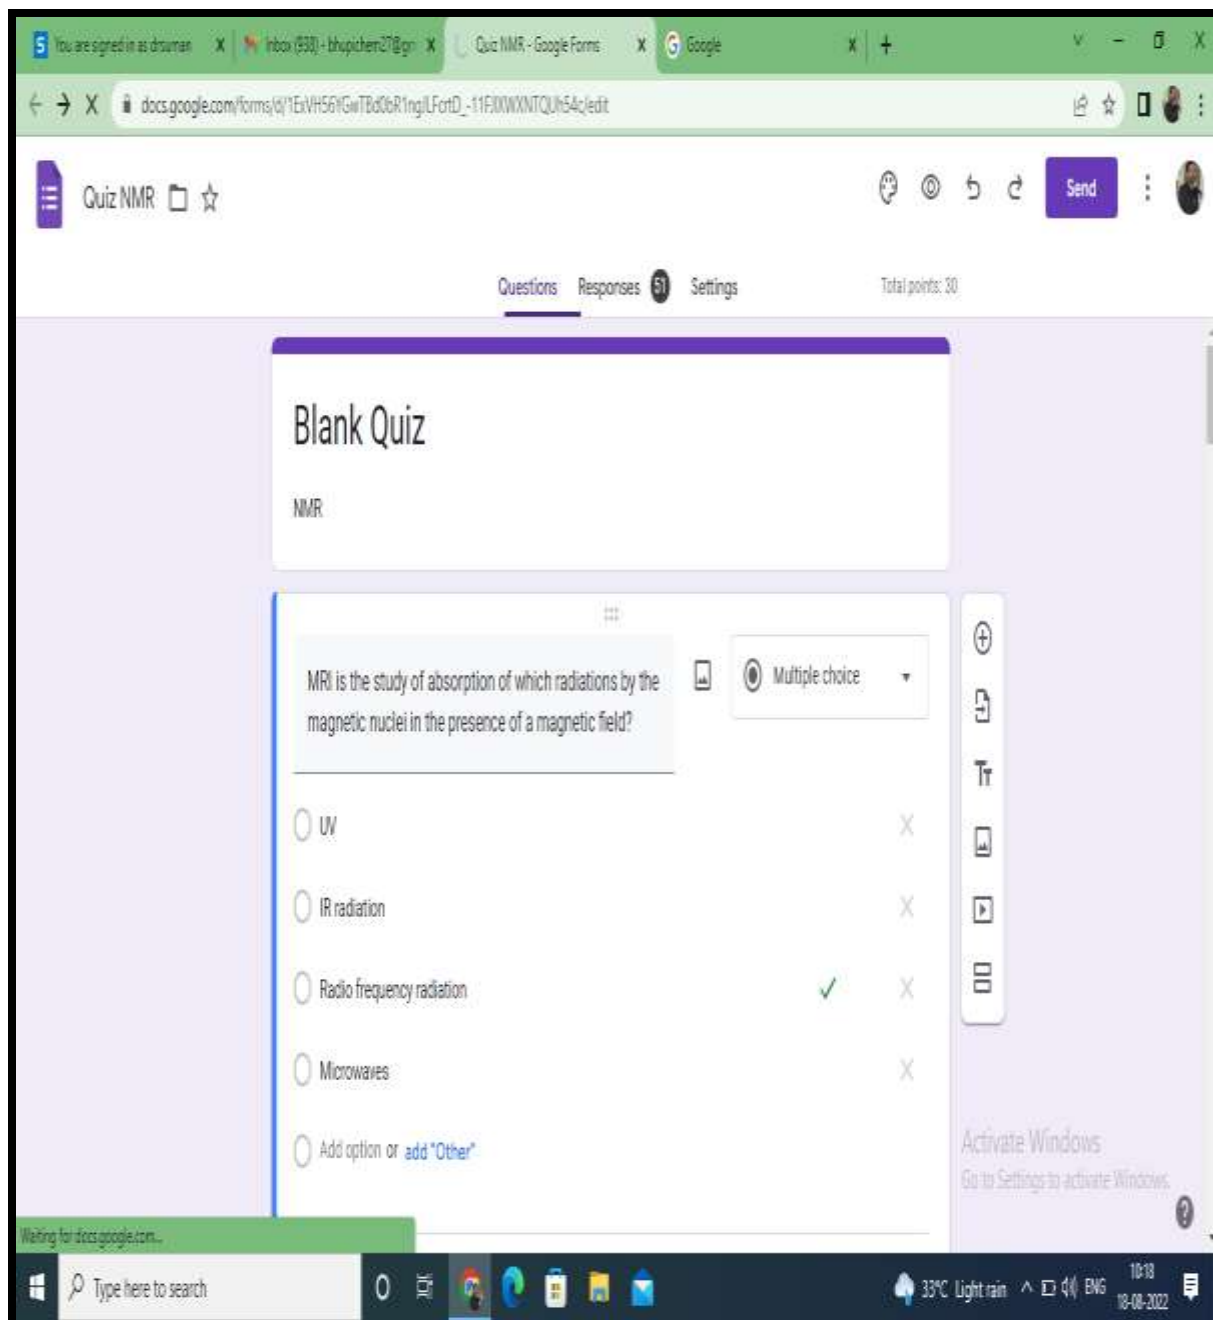 You are signed in as drsuman
Inbox (938) - bhupichem27@gm
Quiz NMR - Google Forms
Google
Quiz NMR
Send
Questions Responses 51 Settings
Total points: 30
Blank Quiz
NMR
MRI is the study of absorption of which radiations by the
magnetic nuclei in the presence of a magnetic field?
Multiple choice
UV
IR radiation
Radio frequency radiation
Microwaves
Add option or add "Other"
Activate Windows
Go to Settings to activate Windows.
Waiting for docs.google.com...
Type here to search
33°C Light rain
ENG
10:18
18-08-2022